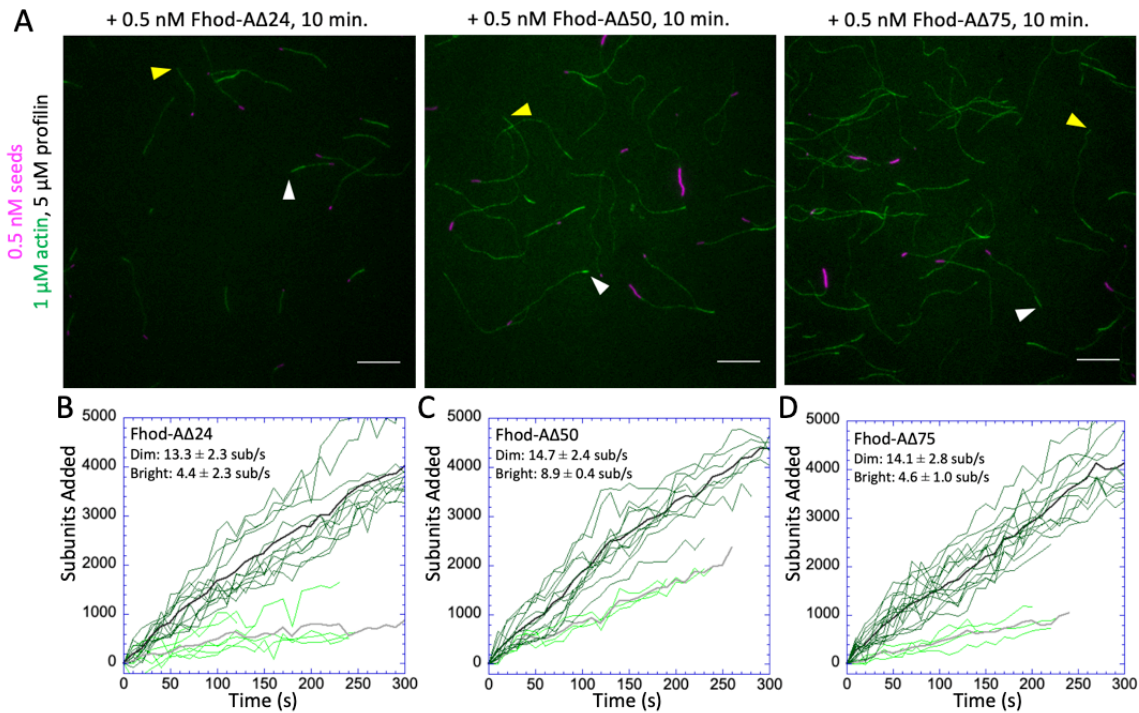 A
+ 0.5 nM Fhod-AΔ24, 10 min.
+ 0.5 nM Fhod-AΔ50, 10 min.
+ 0.5 nM Fhod-AΔ75, 10 min.
0.5 nM seeds
1 µM actin, 5 µM profilin
B
Fhod-AΔ24
Dim: 13.3 ± 2.3 sub/s
Bright: 4.4 ± 2.3 sub/s
Subunits Added
5000
4000
3000
2000
1000
0
0 50 100 150 200 250 300
Time (s)
C
Fhod-AΔ50
Dim: 14.7 ± 2.4 sub/s
Bright: 8.9 ± 0.4 sub/s
Subunits Added
5000
4000
3000
2000
1000
0
0 50 100 150 200 250 300
Time (s)
D
Fhod-AΔ75
Dim: 14.1 ± 2.8 sub/s
Bright: 4.6 ± 1.0 sub/s
Subunits Added
5000
4000
3000
2000
1000
0
0 50 100 150 200 250 300
Time (s)